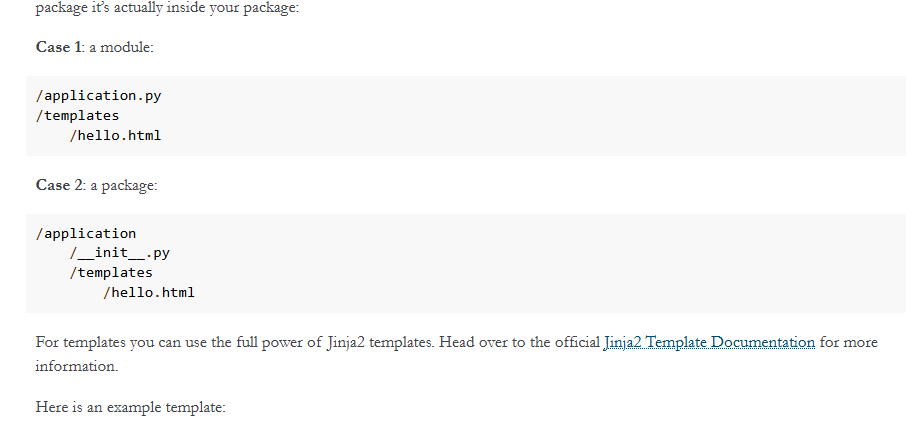 package it's actually inside your package:
Case 1: a module:
/application.py
/templates
    /hello.html
Case 2: a package:
/application
    /__init__.py
    /templates
        /hello.html
For templates you can use the full power of Jinja2 templates. Head over to the official Jinja2 Template Documentation for more
information.
Here is an example template: